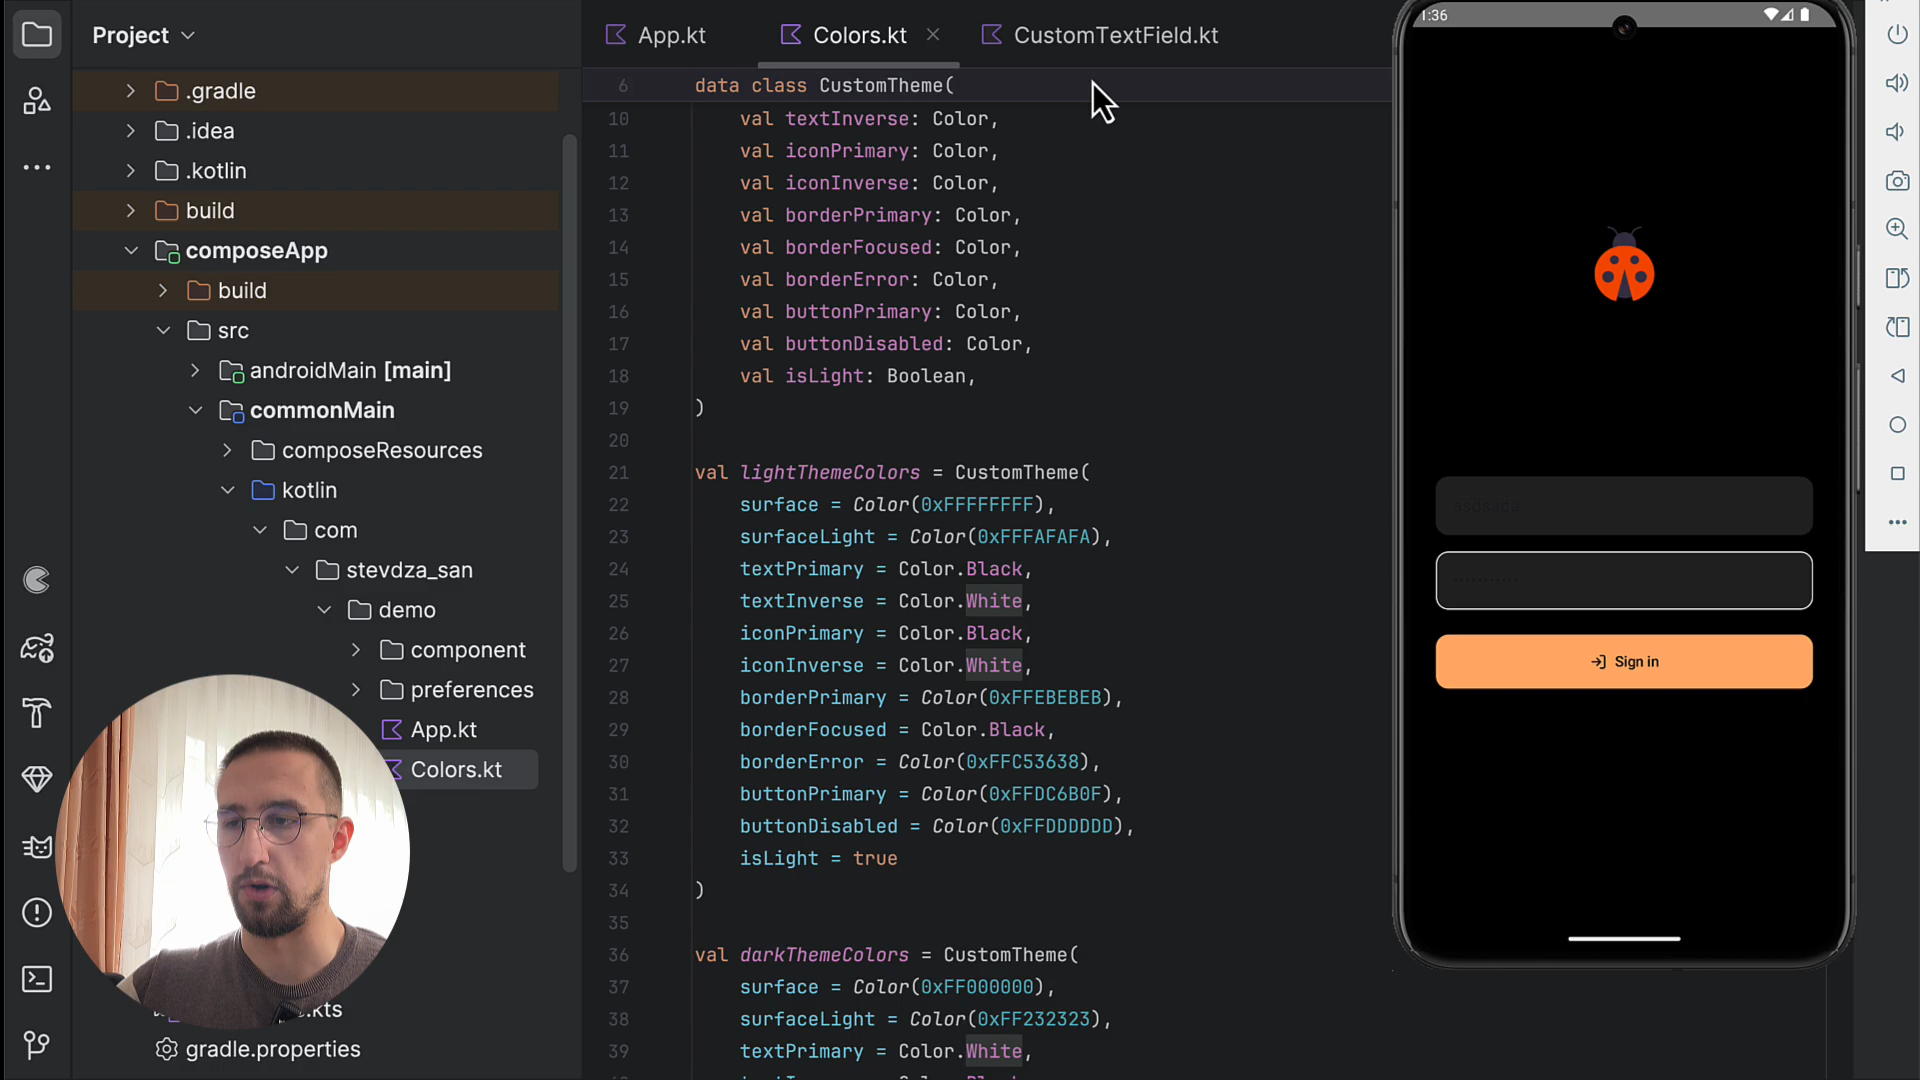 Project
.gradle
.idea
.kotlin
build
composeApp
build
src
androidMain [main]
commonMain
composeResources
kotlin
com
stevdza_san
demo
component
preferences
App.kt
Colors.kt
.kts
gradle.properties
App.kt
Colors.kt
CustomTextField.kt
6 data class CustomTheme(
10 val textInverse: Color,
11 val iconPrimary: Color,
12 val iconInverse: Color,
13 val borderPrimary: Color,
14 val borderFocused: Color,
15 val borderError: Color,
16 val buttonPrimary: Color,
17 val buttonDisabled: Color,
18 val isLight: Boolean,
19 )
20
21 val lightThemeColors = CustomTheme(
22 surface = Color(0xFFFFFFFF),
23 surfaceLight = Color(0xFFFAFAFA),
24 textPrimary = Color.Black,
25 textInverse = Color.White,
26 iconPrimary = Color.Black,
27 iconInverse = Color.White,
28 borderPrimary = Color(0xFFEBEBEB),
29 borderFocused = Color.Black,
30 borderError = Color(0xFFC53638),
31 buttonPrimary = Color(0xFFDC6B0F),
32 buttonDisabled = Color(0xFFDDDDDD),
33 isLight = true
34 )
35
36 val darkThemeColors = CustomTheme(
37 surface = Color(0xFF000000),
38 surfaceLight = Color(0xFF232323),
39 textPrimary = Color.White,
1:36
Sign in